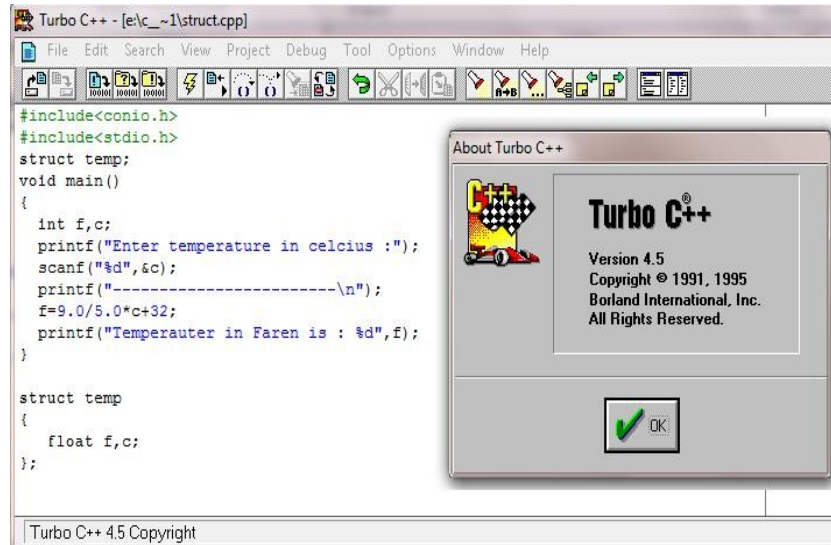 Turbo C++ - [e:\c__~1\struct.cpp]
File Edit Search View Project Debug Tool Options Window Help
#include<conio.h>
#include<stdio.h>
struct temp;
void main()
{
int f,c;
printf("Enter temperature in celcius :");
scanf("%d",&c);
printf("-------------------------\n");
f=9.0/5.0*c+32;
printf("Temperauter in Faren is : %d",f);
}
struct temp
{
float f,c;
};
About Turbo C++
C++
Turbo C++®
Version 4.5
Copyright © 1991, 1995
Borland International, Inc.
All Rights Reserved.
OK
Turbo C++ 4.5 Copyright